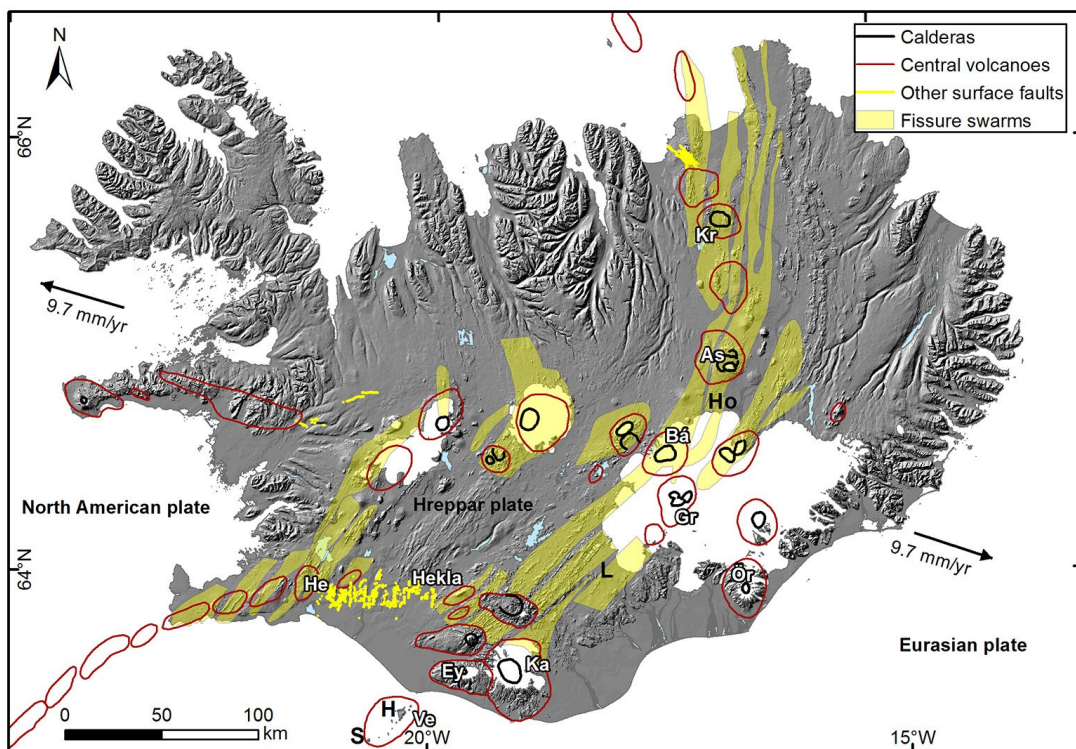 N
Calderas
Central volcanoes
Other surface faults
Fissure swarms
66°N
Kr
9.7 mm/yr
As
Ho
Bá
North American plate
Hreppar plate
Gr
9.7 mm/yr
64°N
He
Hekla
L
Ör
Eurasian plate
Ey
Ka
H
Ve
S
0 50 100
km
20°W
15°W